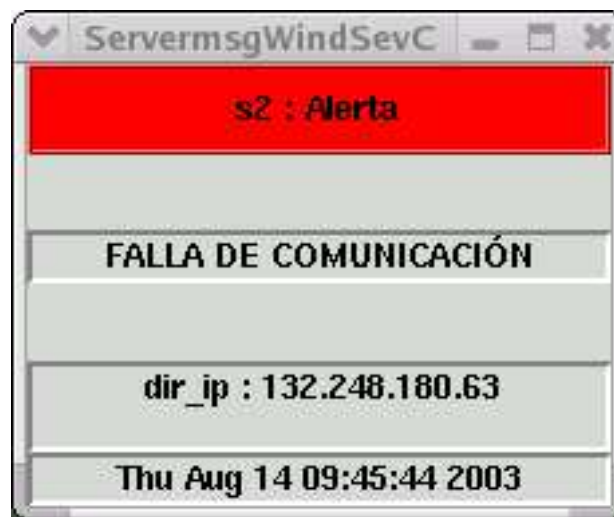 ServermsgWindSevC
s2 : Alerta
FALLA DE COMUNICACIÓN
dir_ip : 132.248.180.63
Thu Aug 14 09:45:44 2003